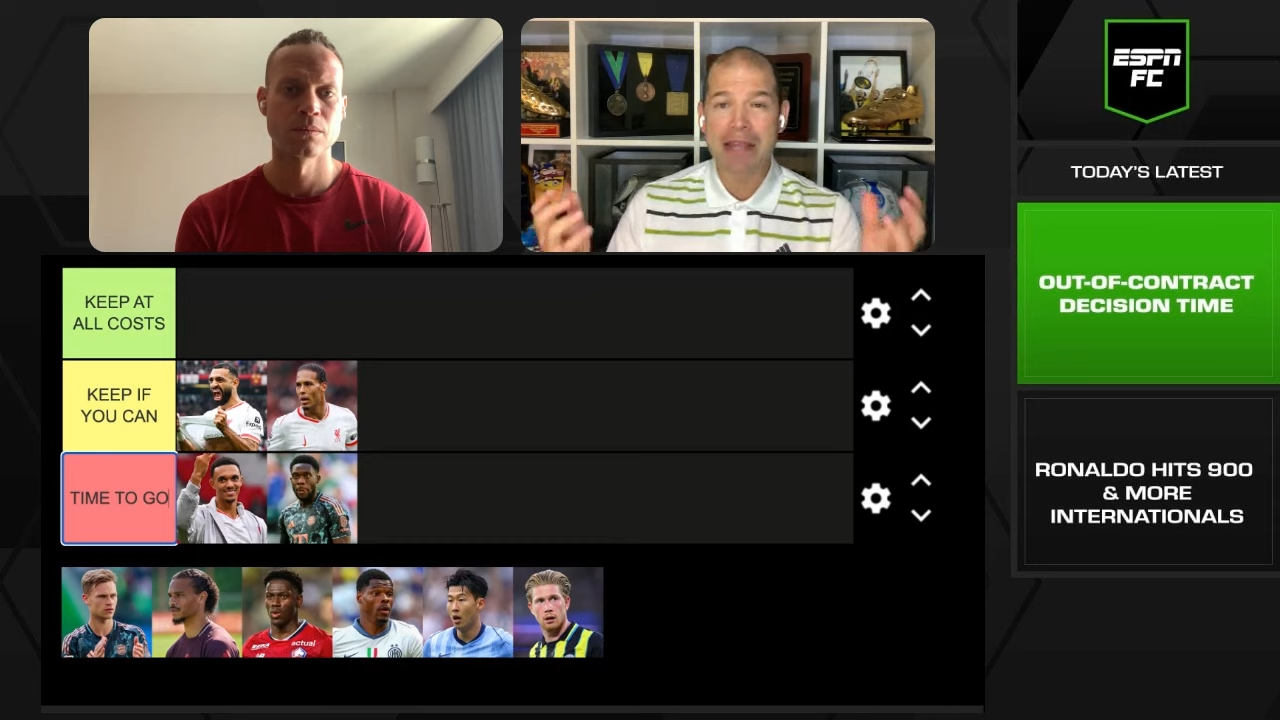 ESPN
FC
TODAY'S LATEST
OUT-OF-CONTRACT
DECISION TIME
RONALDO HITS 900
& MORE
INTERNATIONALS
KEEP AT
ALL COSTS
KEEP IF
YOU CAN
TIME TO GO
actual